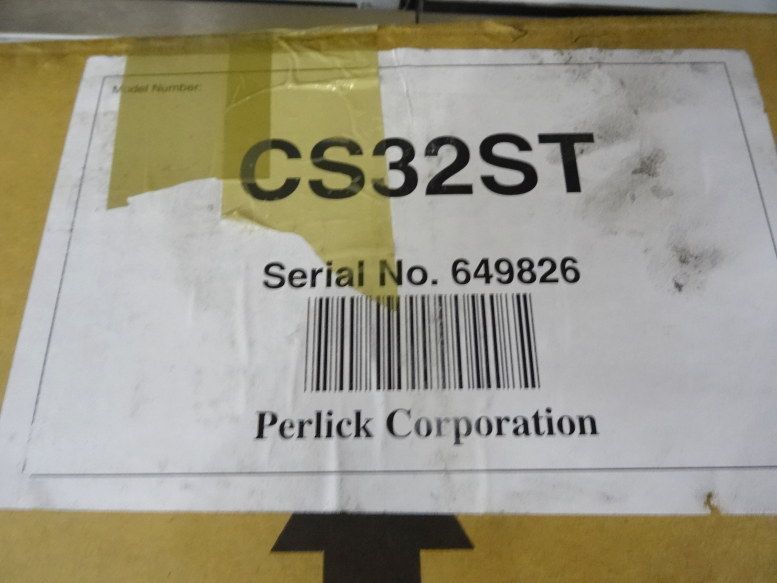 Model Number:
CS32ST
Serial No. 649826
Perlick Corporation